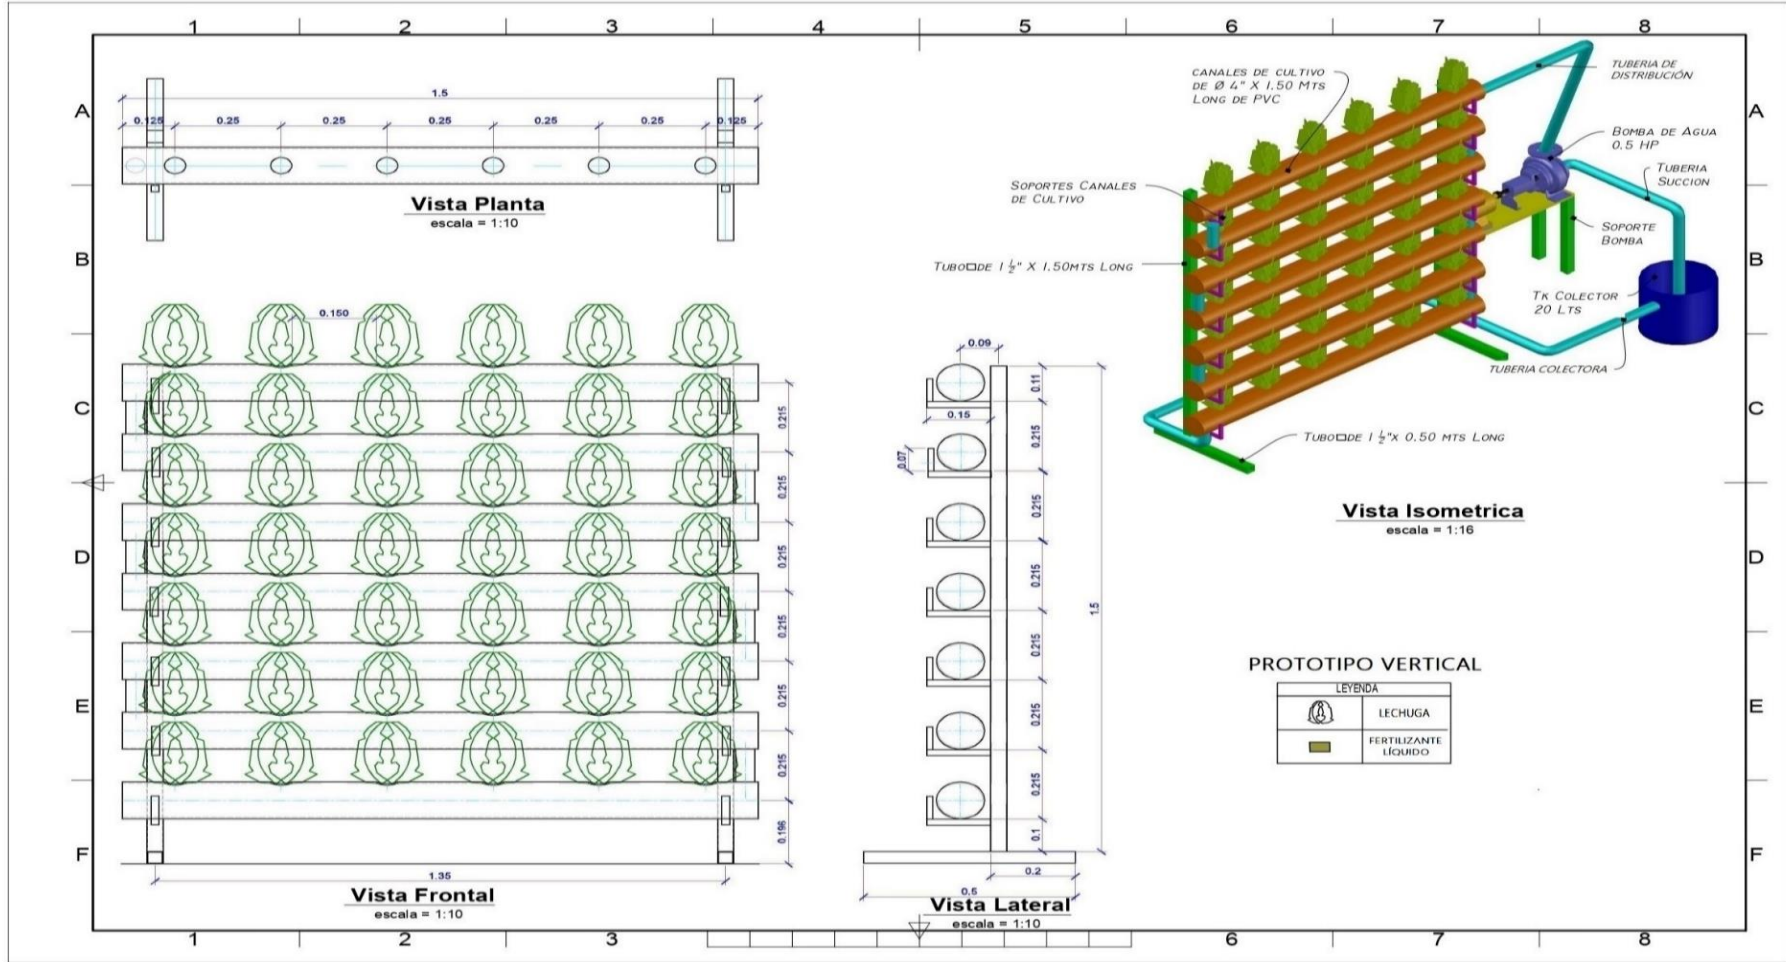 1 2 3 4 5 6 7 8
A
B
C
D
E
F
1.5
0.125 0.25 0.25 0.25 0.25 0.25 0.125
Vista Planta
escala = 1:10
0.150
0.215
0.215
0.215
0.215
0.215
0.215
0.196
1.35
Vista Frontal
escala = 1:10
0.09
0.11
0.15
0.07
0.215
0.215
0.215
0.215
0.215
0.215
0.1
1.5
0.2
0.5
Vista Lateral
escala = 1:10
CANALES DE CULTIVO
DE Ø 4" X 1.50 MTS
LONG DE PVC
TUBERIA DE
DISTRIBUCIÓN
BOMBA DE AGUA
0.5 HP
TUBERIA
SUCCION
SOPORTES CANALES
DE CULTIVO
SOPORTE
BOMBA
TUBO□DE 1 ½" X 1.50MTS LONG
TK COLECTOR
20 LTS
TUBERIA COLECTORA
TUBO□DE 1 ½"X 0.50 MTS LONG
Vista Isometrica
escala = 1:16
PROTOTIPO VERTICAL
LEYENDA
LECHUGA
FERTILIZANTE
LÍQUIDO
A
B
C
D
E
F
1 2 3 6 7 8